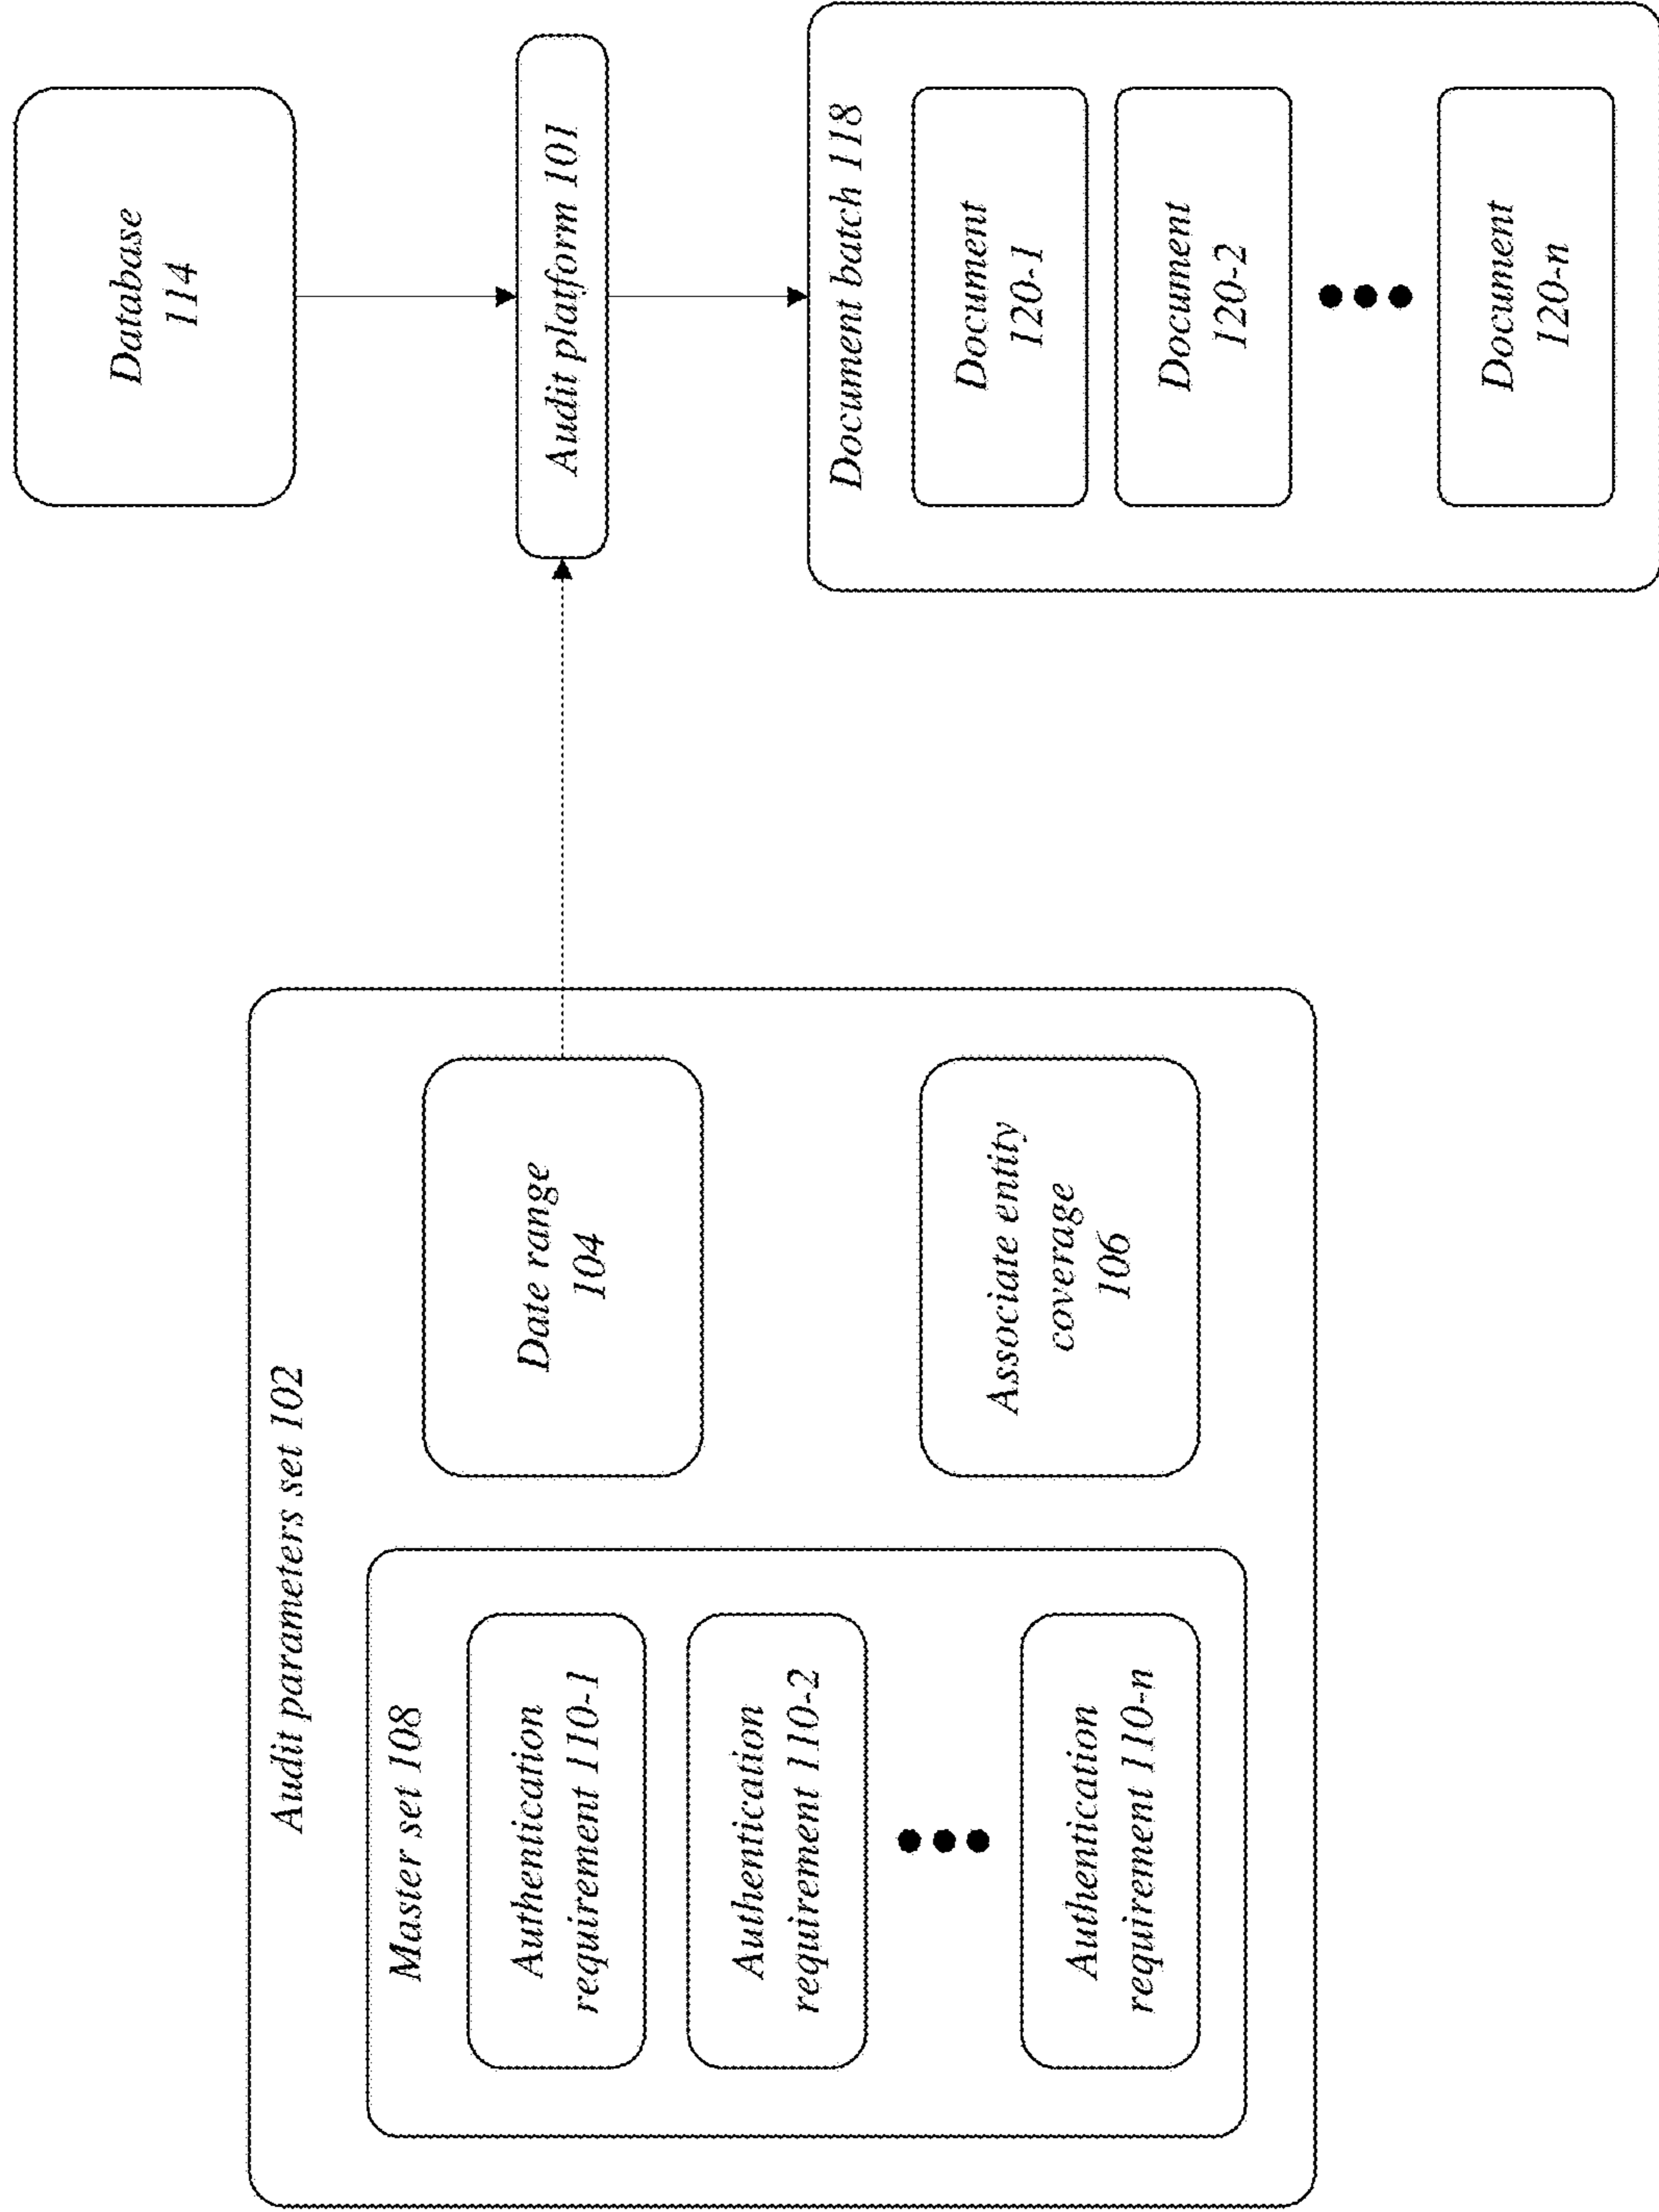 Audit parameters set 102
Master set 108
Authentication
requirement 110-1
Authentication
requirement 110-2
Authentication
requirement 110-n
Date range
104
Associate entity
coverage
106
Database
114
Audit platform 101
Document batch 118
Document
120-1
Document
120-2
Document
120-n